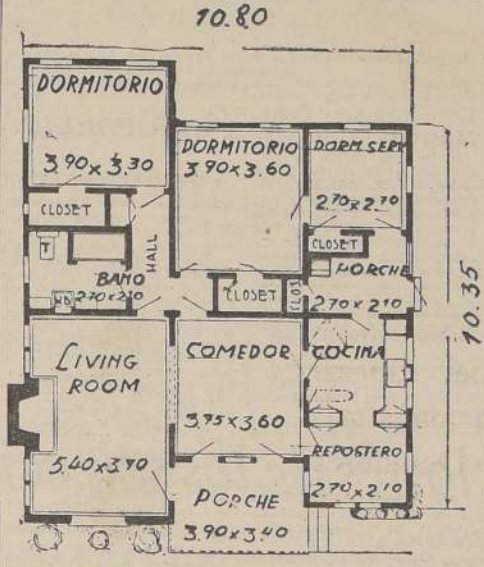 10.80
DORMITORIO
3.90 x 3.30
DORMITORIO
3.90 x 3.60
DORM. SERV
2.70 x 2.70
CLOSET
HALL
CLOSET
T
BAÑO
2.70 x 2.10
CLOSET
CLOS
PORCHE
2.70 x 2.10
10.35
LIVING
ROOM
5.40 x 3.90
COMEDOR
3.95 x 3.60
COCINA
REPOSTERO
2.70 x 2.10
PORCHE
3.90 x 3.40